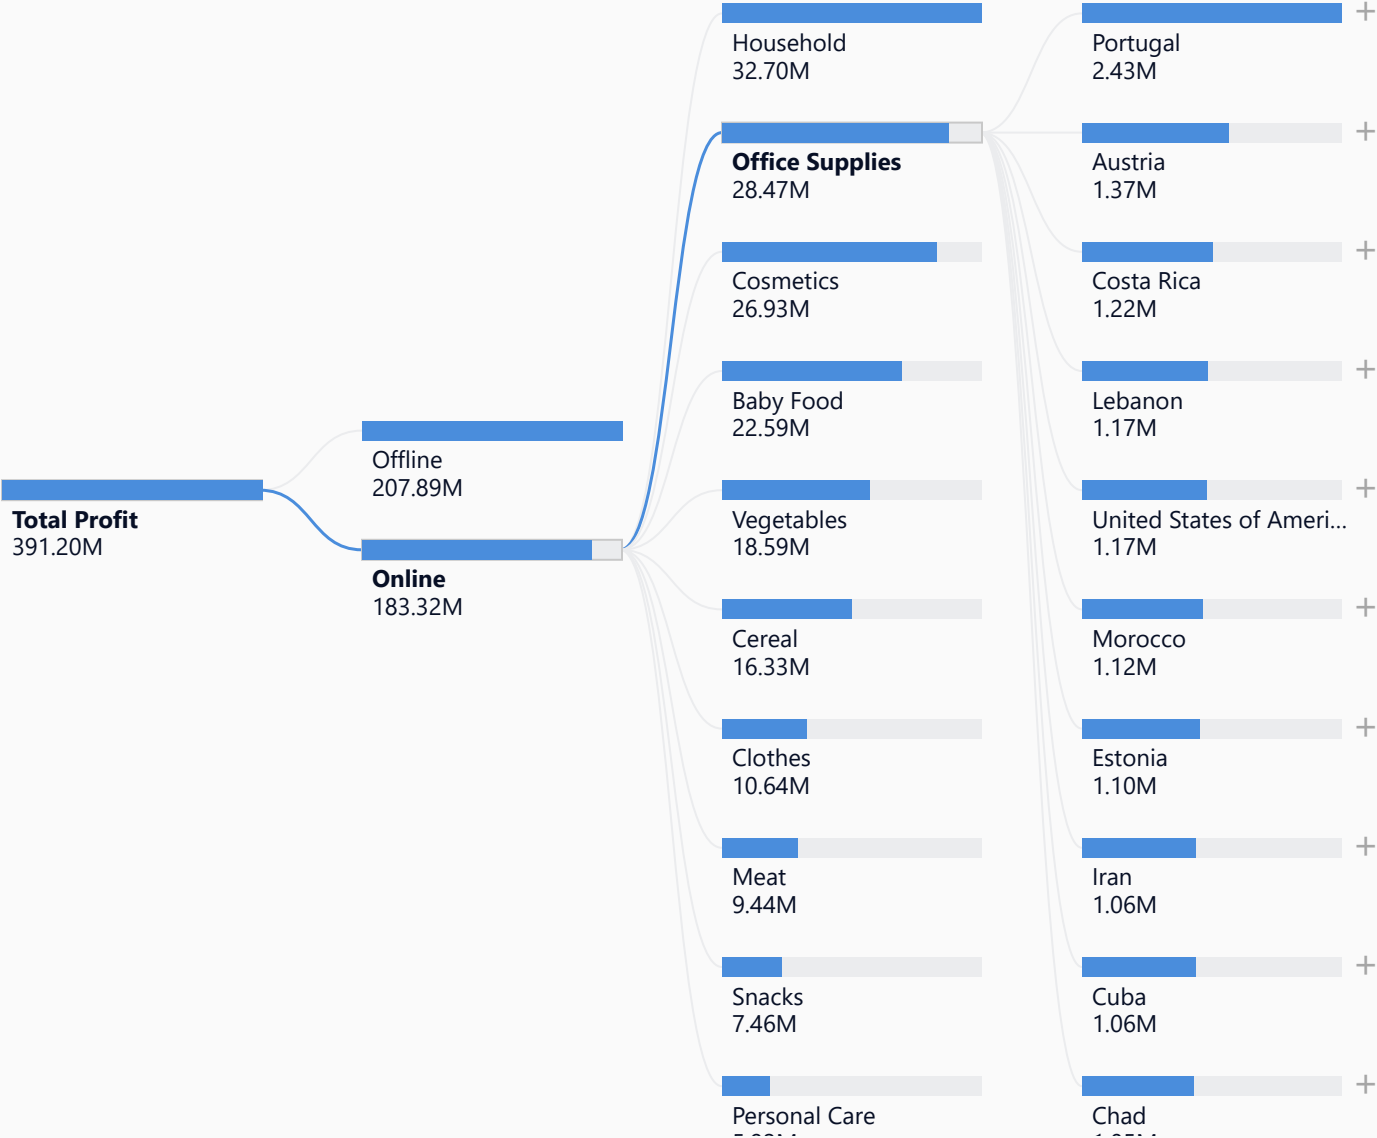 Total Profit
391.20M
Offline
207.89M
Online
183.32M
Household
32.70M
Office Supplies
28.47M
Cosmetics
26.93M
Baby Food
22.59M
Vegetables
18.59M
Cereal
16.33M
Clothes
10.64M
Meat
9.44M
Snacks
7.46M
Personal Care
Portugal
2.43M
Austria
1.37M
Costa Rica
1.22M
Lebanon
1.17M
United States of Ameri...
1.17M
Morocco
1.12M
Estonia
1.10M
Iran
1.06M
Cuba
1.06M
Chad